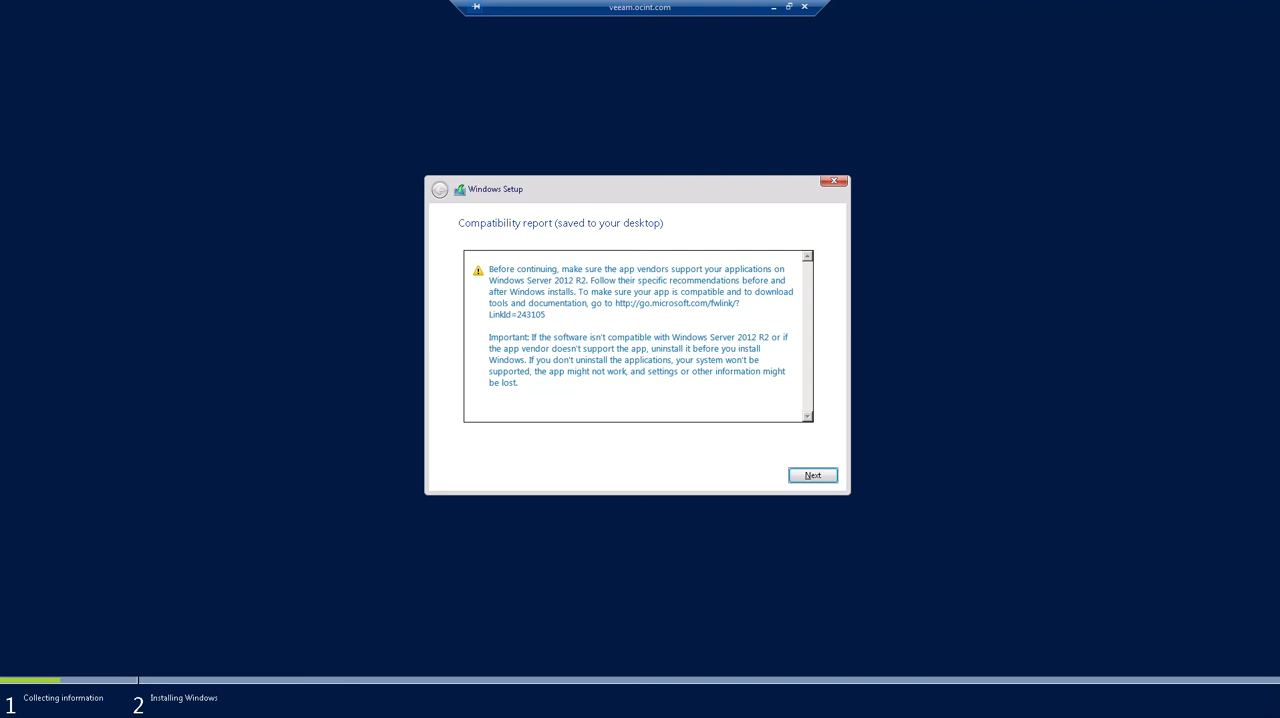 veeam.ocint.com
Windows Setup
Compatibility report (saved to your desktop)
Before continuing, make sure the app vendors support your applications on
Windows Server 2012 R2. Follow their specific recommendations before and
after Windows installs. To make sure your app is compatible and to download
tools and documentation, go to http://go.microsoft.com/fwlink/?
LinkId=243105
Important: If the software isn't compatible with Windows Server 2012 R2 or if
the app vendor doesn't support the app, uninstall it before you install
Windows. If you don't uninstall the applications, your system won't be
supported, the app might not work, and settings or other information might
be lost.
Next
1 Collecting information 2 Installing Windows